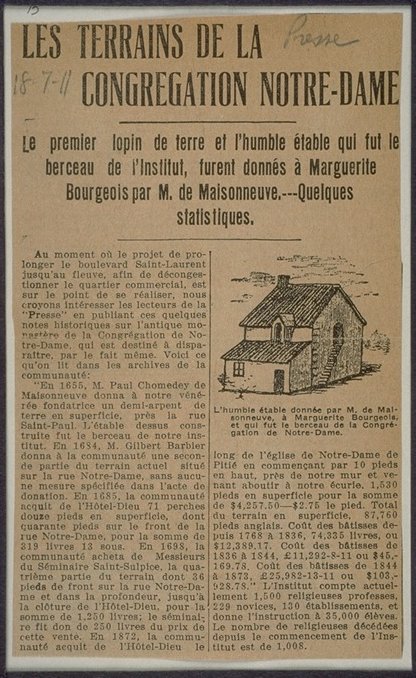 Presse
18-7-11
LES TERRAINS DE LA
CONGREGATION NOTRE-DAME
Le premier lopin de terre et l'humble étable qui fut le
berceau de l'Institut, furent donnés à Marguerite
Bourgeois par M. de Maisonneuve.---Quelques
statistiques.
Au moment où le projet de pro-
longer le boulevard Saint-Laurent
jusqu'au fleuve, afin de déconges-
tionner le quartier commercial, est
sur le point de se réaliser, nous
croyons intéresser les lecteurs de la
"Presse" en publiant ces quelques
notes historiques sur l'antique mo-
nastère de la Congrégation de No-
tre-Dame, qui est destiné à dispa-
raître, par le fait même. Voici ce
qu'on lit dans les archives de la
communauté:
"En 1655, M. Paul Chomedey de
Maisonneuve donna à notre véné-
rée fondatrice un demi-arpent de
terre en superficie, près la rue
Saint-Paul. L'étable dessus cons-
truite fut le berceau de notre ins-
titut. En 1684, M. Gilbert Barbier
donna à la communauté une secon-
de partie du terrain actuel situé
sur la rue Notre-Dame, sans aucu-
ne mesure spécifiée dans l'acte de
donation. En 1685, la communauté
acquit de l'Hôtel-Dieu 71 perches
douze pieds en superficie, dont
quarante pieds sur le front de la
rue Notre-Dame, pour la somme de
319 livres 13 sous. En 1698, la
communauté acheta de Messieurs
du Séminaire Saint-Sulpice, la qua-
trième partie du terrain dont 36
pieds de front sur la rue Notre-Da-
me et dans la profondeur, jusqu'à
la clôture de l'Hôtel-Dieu, pour la
somme de 1,250 livres; le séminai-
re fit don de 250 livres du prix de
cette vente. En 1872, la commu-
nauté acquit de l'Hôtel-Dieu le
L'humble étable donnée par M. de Mai-
sonneuve, à Marguerite Bourgeois,
et qui fut le berceau de la Congré-
gation de Notre-Dame.
long de l'église de Notre-Dame de
Pitié en commençant par 10 pieds
en haut, près de notre mur et ve-
nant aboutir à notre écurie. 1,530
pieds en superficie pour la somme
de $4,257.50—$2.75 le pied. Total
du terrain en superficie. 87,760
pieds anglais. Coût des bâtisses de-
puis 1768 à 1836, 74,335 livres, ou
$12,389.17. Coût des bâtisses de
1836 à 1844, £11,292-8-11 ou $45,-
169.78. Coût des bâtisses de 1844
à 1873, £25,982-13-11 ou $103,-
928.78." L'Institut compte actuel-
lement 1,500 religieuses professes,
229 novices, 130 établissements, et
donne l'instruction à 35,000 élèves.
Le nombre de religieuses décédées
depuis le commencement de l'Ins-
titut est de 1,008.